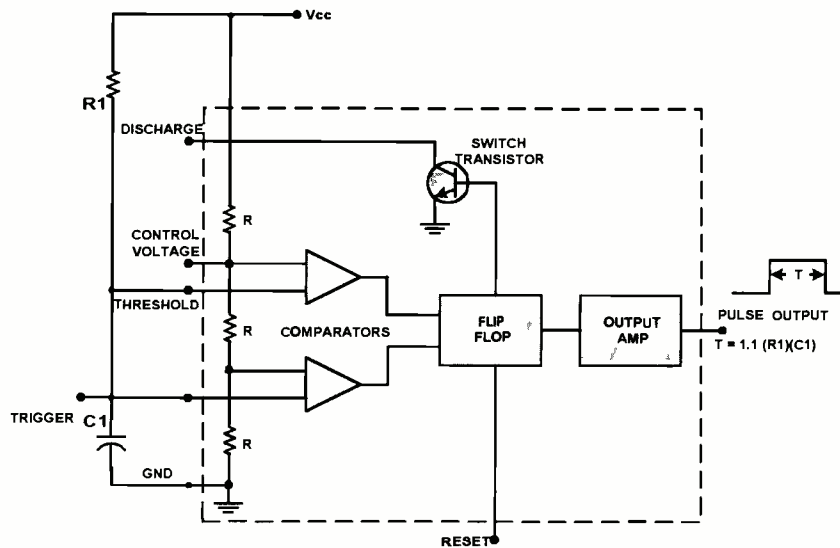 Vcc
R1
DISCHARGE
SWITCH
TRANSISTOR
R
CONTROL
VOLTAGE
THRESHOLD
COMPARATORS
R
FLIP
FLOP
OUTPUT
AMP
T
PULSE OUTPUT
T = 1.1 (R1)(C1)
TRIGGER
C1
R
GND
RESET